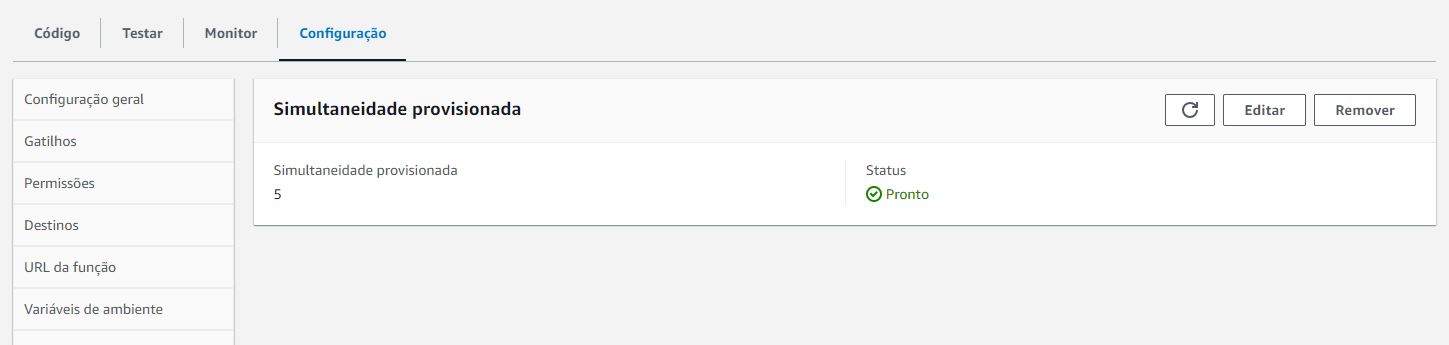 Código
Testar
Monitor
Configuração
Configuração geral
Gatilhos
Permissões
Destinos
URL da função
Variáveis de ambiente
Simultaneidade provisionada
Editar
Remover
Simultaneidade provisionada
5
Status
Pronto